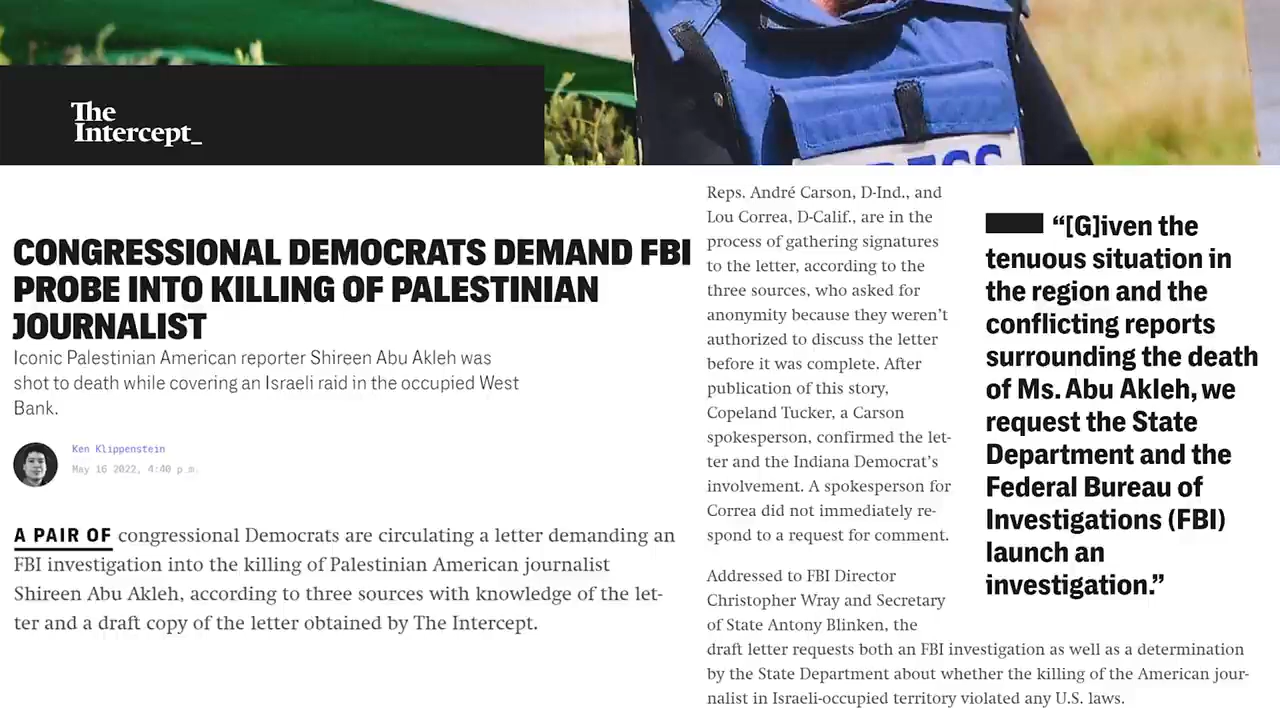 The
Intercept_
PRESS
CONGRESSIONAL DEMOCRATS DEMAND FBI
PROBE INTO KILLING OF PALESTINIAN
JOURNALIST
Iconic Palestinian American reporter Shireen Abu Akleh was
shot to death while covering an Israeli raid in the occupied West
Bank.
Ken Klippenstein
May 16 2022, 4:40 p.m.
A PAIR OF congressional Democrats are circulating a letter demanding an
FBI investigation into the killing of Palestinian American journalist
Shireen Abu Akleh, according to three sources with knowledge of the let-
ter and a draft copy of the letter obtained by The Intercept.
Reps. André Carson, D-Ind., and
Lou Correa, D-Calif., are in the
process of gathering signatures
to the letter, according to the
three sources, who asked for
anonymity because they weren't
authorized to discuss the letter
before it was complete. After
publication of this story,
Copeland Tucker, a Carson
spokesperson, confirmed the let-
ter and the Indiana Democrat's
involvement. A spokesperson for
Correa did not immediately re-
spond to a request for comment.
Addressed to FBI Director
Christopher Wray and Secretary
of State Antony Blinken, the
draft letter requests both an FBI investigation as well as a determination
by the State Department about whether the killing of the American jour-
nalist in Israeli-occupied territory violated any U.S. laws.
“[G]iven the
tenuous situation in
the region and the
conflicting reports
surrounding the death
of Ms. Abu Akleh, we
request the State
Department and the
Federal Bureau of
Investigations (FBI)
launch an
investigation.”